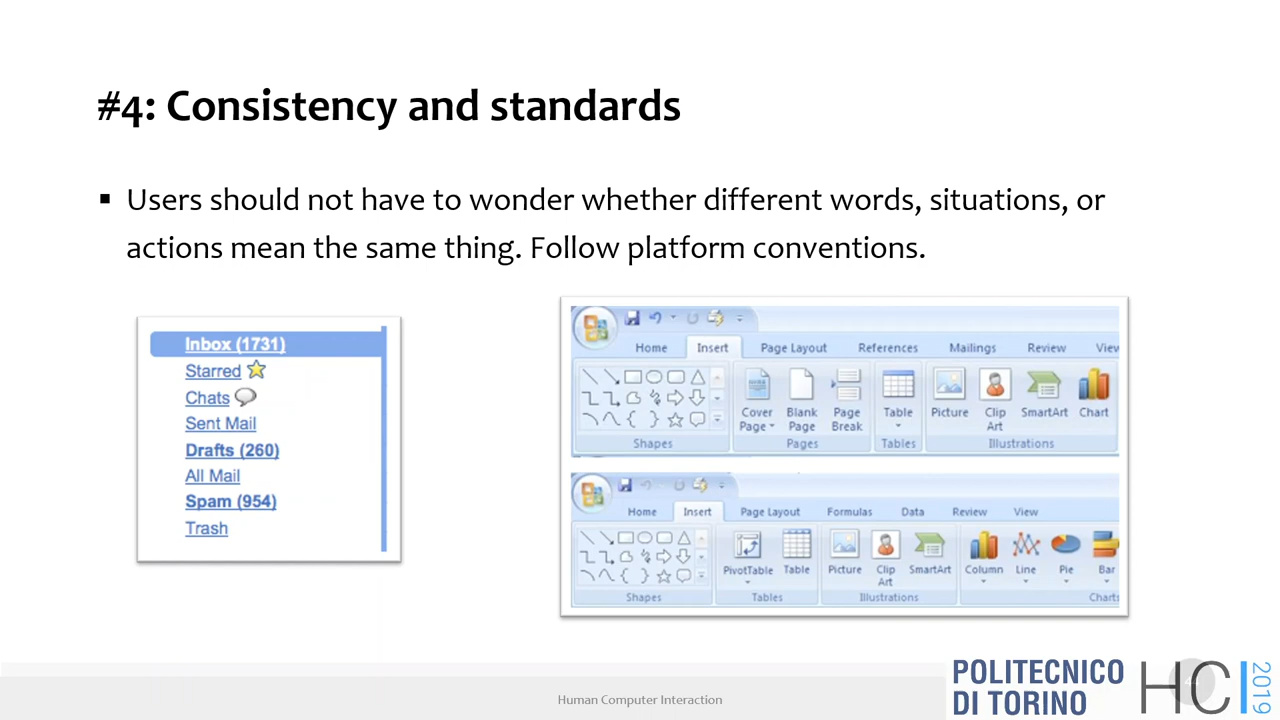 #4: Consistency and standards
▪ Users should not have to wonder whether different words, situations, or
actions mean the same thing. Follow platform conventions.
Inbox (1731)
Starred
Chats
Sent Mail
Drafts (260)
All Mail
Spam (954)
Trash
Home Insert Page Layout References Mailings Review View
Cover Page Blank Page Page Break Table Picture Clip Art SmartArt Chart
Shapes Pages Tables Illustrations
Home Insert Page Layout Formulas Data Review View
PivotTable Table Picture Clip Art SmartArt Column Line Pie Bar
Shapes Tables Illustrations Charts
Human Computer Interaction
POLITECNICO
DI TORINO
HCI
2019